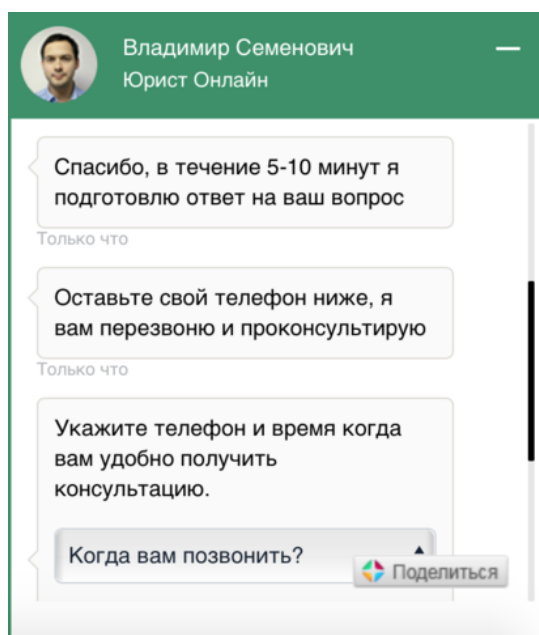 Владимир Семенович
Юрист Онлайн
Спасибо, в течение 5-10 минут я
подготовлю ответ на ваш вопрос
Только что
Оставьте свой телефон ниже, я
вам перезвоню и проконсультирую
Только что
Укажите телефон и время когда
вам удобно получить
консультацию.
Когда вам позвонить?
Поделиться